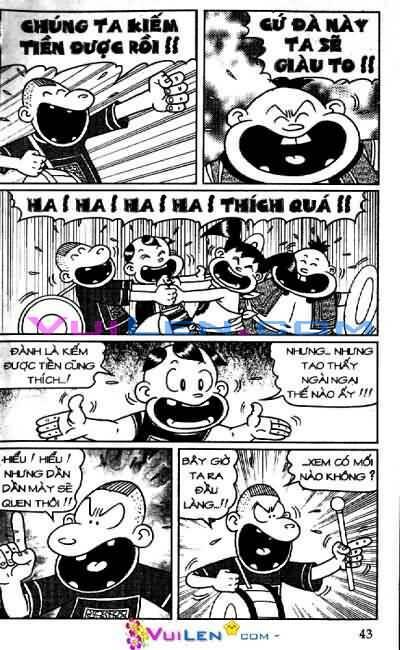 CHÚNG TA KIẾM
TIỀN ĐƯỢC RỒI !!
CỨ ĐÀ NÀY
TA SẼ
GIÀU TO !!
HA ! HA ! HA ! HA ! THÍCH QUÁ !!
VUILEN.COM
ĐÀNH LÀ KIẾM
ĐƯỢC TIỀN CŨNG
THÍCH...!
NHƯNG... NHƯNG
TAO THẤY
NGÀI NGẠI
THẾ NÀO ẤY !!!
HIỂU ! HIỂU !
NHƯNG DẦN
DẦN MÀY SẼ
QUEN THÔI !!
BÂY GIỜ
TA RA
ĐẦU
LÀNG...!!
...XEM CÓ MỐI
NÀO KHÔNG ?
43
VUILEN COM -